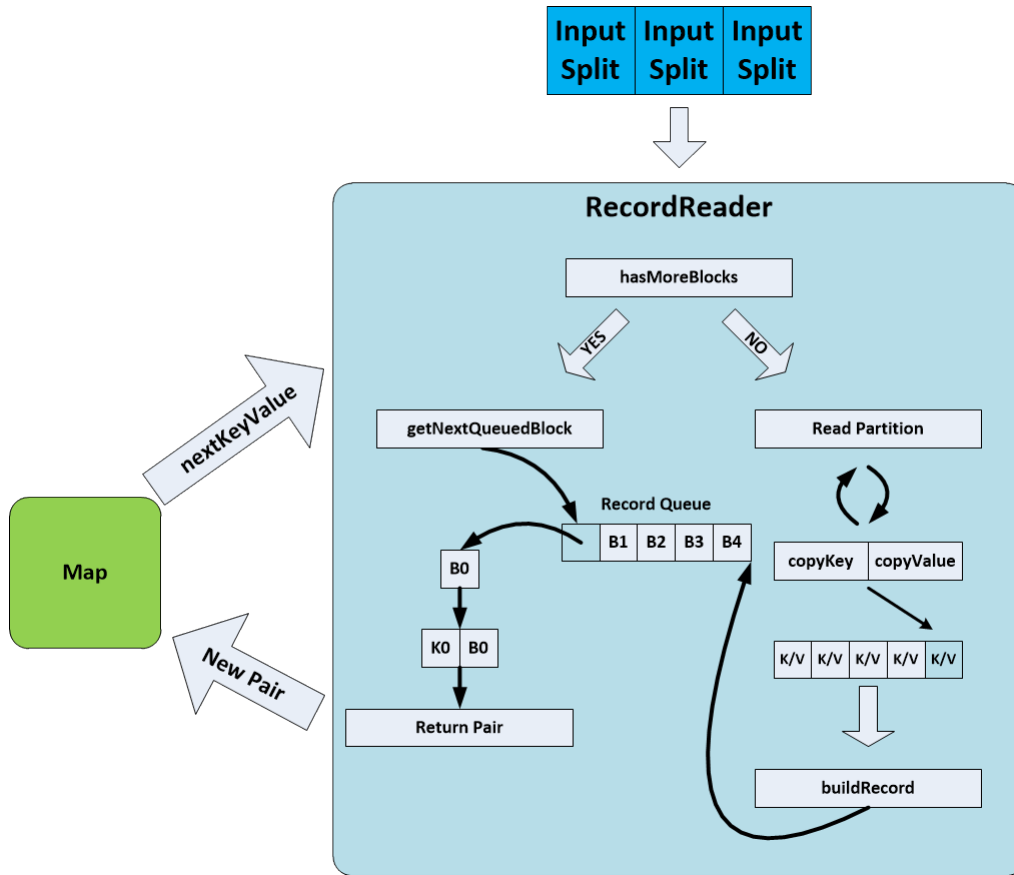 Input Input Input
Split Split Split
RecordReader
hasMoreBlocks
YES
NO
nextKeyValue
getNextQueuedBlock
Read Partition
Record Queue
B1 B2 B3 B4
B0
copyKey copyValue
Map
K0 B0
K/V K/V K/V K/V K/V
New Pair
Return Pair
buildRecord